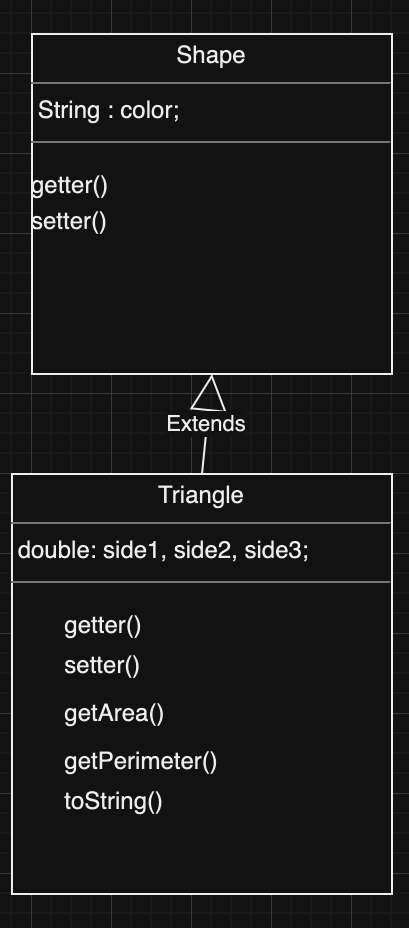 Shape
String : color;
getter()
setter()
Extends
Triangle
double: side1, side2, side3;
getter()
setter()
getArea()
getPerimeter()
toString()